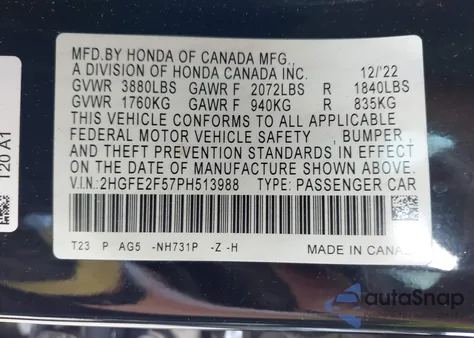 MFD.BY HONDA OF CANADA MFG.,
A DIVISION OF HONDA CANADA INC. 12/'22
GVWR 3880LBS GAWR F 2072LBS R 1840LBS
GVWR 1760KG GAWR F 940KG R 835KG
THIS VEHICLE CONFORMS TO ALL APPLICABLE
FEDERAL MOTOR VEHICLE SAFETY , BUMPER ,
AND THEFT PREVENTION STANDARDS IN EFFECT
ON THE DATE OF MANUFACTURE SHOWN ABOVE.
V.I.N.:2HGFE2F57PH513988 TYPE: PASSENGER CAR
T23 P AG5 -NH731P -Z -H MADE IN CANA
T20 A1
autoSnap